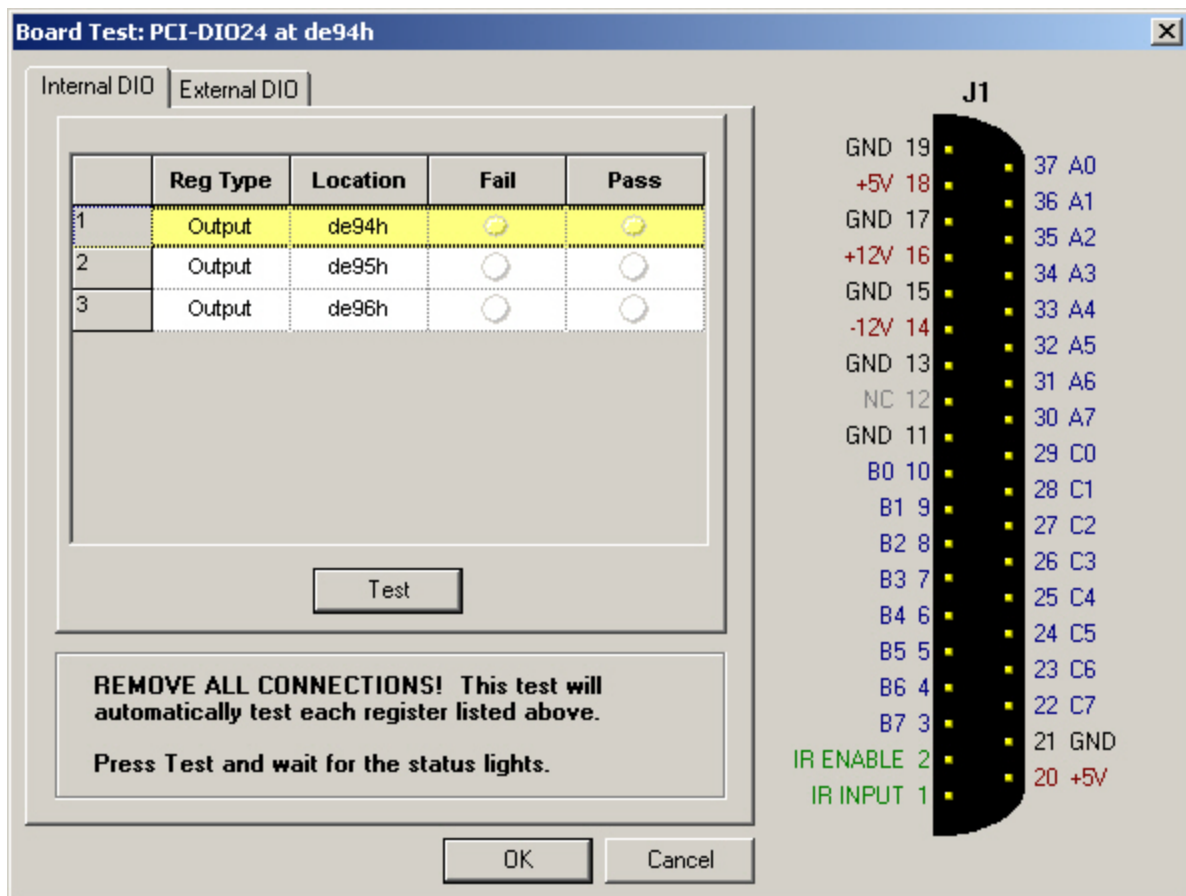 Board Test: PCI-DIO24 at de94h
Internal DIO External DIO
Reg Type Location Fail Pass
1 Output de94h
2 Output de95h
3 Output de96h
Test
REMOVE ALL CONNECTIONS! This test will
automatically test each register listed above.
Press Test and wait for the status lights.
OK Cancel
J1
GND 19
+5V 18
GND 17
+12V 16
GND 15
-12V 14
GND 13
NC 12
GND 11
B0 10
B1 9
B2 8
B3 7
B4 6
B5 5
B6 4
B7 3
IR ENABLE 2
IR INPUT 1
37 A0
36 A1
35 A2
34 A3
33 A4
32 A5
31 A6
30 A7
29 C0
28 C1
27 C2
26 C3
25 C4
24 C5
23 C6
22 C7
21 GND
20 +5V